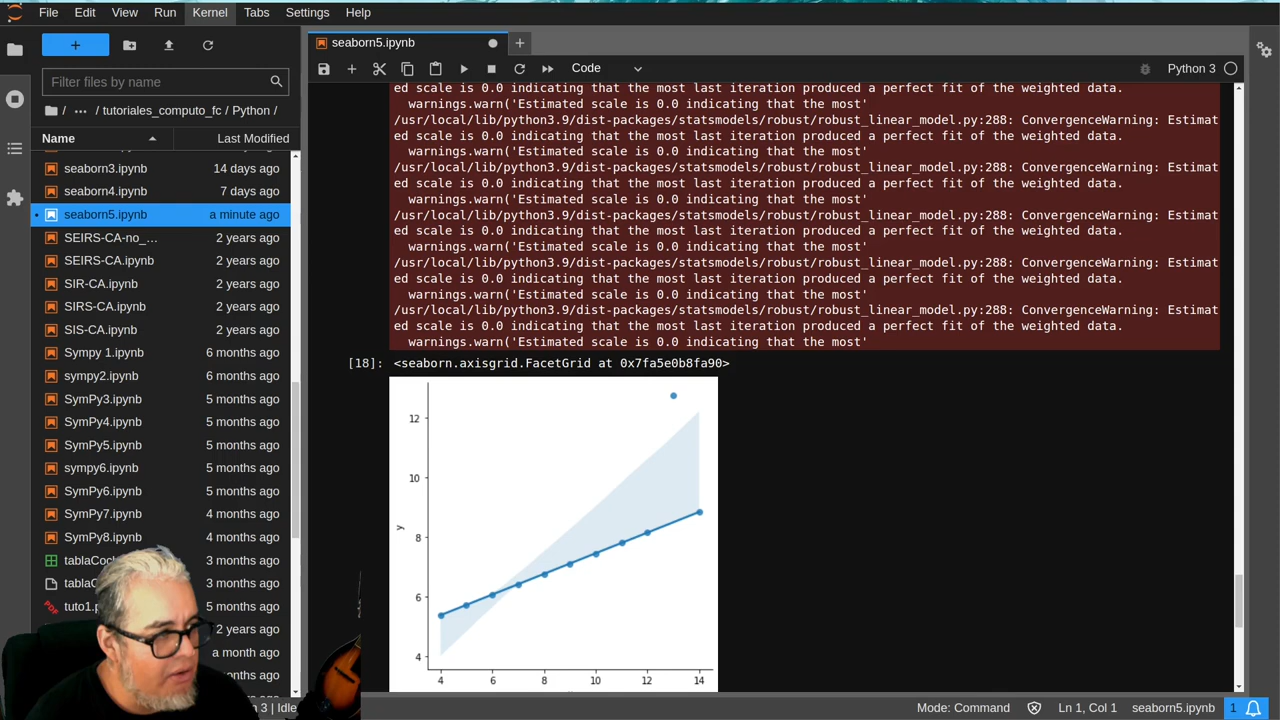 File Edit View Run Kernel Tabs Settings Help
seaborn5.ipynb
Code
Python 3
Filter files by name
/ ··· / tutoriales_computo_fc / Python /
Name Last Modified
seaborn3.ipynb 14 days ago
seaborn4.ipynb 7 days ago
seaborn5.ipynb a minute ago
SEIRS-CA-no_... 2 years ago
SEIRS-CA.ipynb 2 years ago
SIR-CA.ipynb 2 years ago
SIRS-CA.ipynb 2 years ago
SIS-CA.ipynb 2 years ago
Sympy 1.ipynb 6 months ago
sympy2.ipynb 6 months ago
SymPy3.ipynb 5 months ago
SymPy4.ipynb 5 months ago
SymPy5.ipynb 5 months ago
sympy6.ipynb 5 months ago
SymPy6.ipynb 5 months ago
SymPy7.ipynb 4 months ago
SymPy8.ipynb 4 months ago
3 months ago
3 months ago
5 months ago
2 years ago
a month ago
ed scale is 0.0 indicating that the most last iteration produced a perfect fit of the weighted data.
warnings.warn('Estimated scale is 0.0 indicating that the most'
/usr/local/lib/python3.9/dist-packages/statsmodels/robust/robust_linear_model.py:288: ConvergenceWarning: Estimat
ed scale is 0.0 indicating that the most last iteration produced a perfect fit of the weighted data.
warnings.warn('Estimated scale is 0.0 indicating that the most'
/usr/local/lib/python3.9/dist-packages/statsmodels/robust/robust_linear_model.py:288: ConvergenceWarning: Estimat
ed scale is 0.0 indicating that the most last iteration produced a perfect fit of the weighted data.
warnings.warn('Estimated scale is 0.0 indicating that the most'
/usr/local/lib/python3.9/dist-packages/statsmodels/robust/robust_linear_model.py:288: ConvergenceWarning: Estimat
ed scale is 0.0 indicating that the most last iteration produced a perfect fit of the weighted data.
warnings.warn('Estimated scale is 0.0 indicating that the most'
/usr/local/lib/python3.9/dist-packages/statsmodels/robust/robust_linear_model.py:288: ConvergenceWarning: Estimat
ed scale is 0.0 indicating that the most last iteration produced a perfect fit of the weighted data.
warnings.warn('Estimated scale is 0.0 indicating that the most'
/usr/local/lib/python3.9/dist-packages/statsmodels/robust/robust_linear_model.py:288: ConvergenceWarning: Estimat
ed scale is 0.0 indicating that the most last iteration produced a perfect fit of the weighted data.
warnings.warn('Estimated scale is 0.0 indicating that the most'
[18]: <seaborn.axisgrid.FacetGrid at 0x7fa5e0b8fa90>
12
10
8
6
4
y
4 6 8 10 12 14
3 | Idle
Mode: Command Ln 1, Col 1 seaborn5.ipynb 1